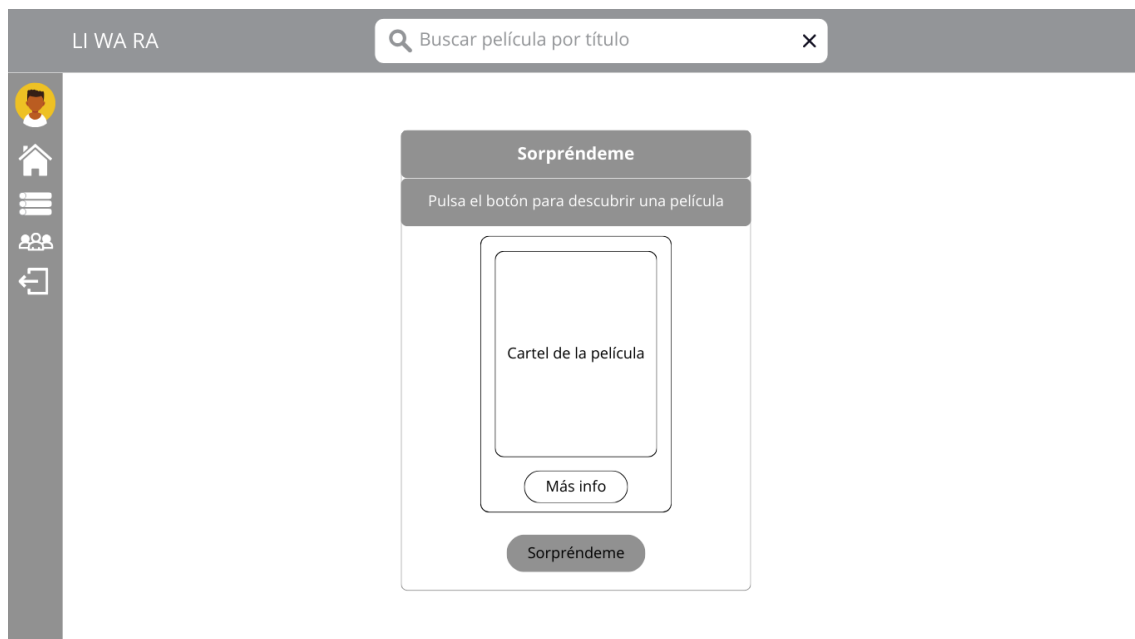 LI WA RA
Buscar película por título
Sorpréndeme
Pulsa el botón para descubrir una película
Cartel de la película
Más info
Sorpréndeme